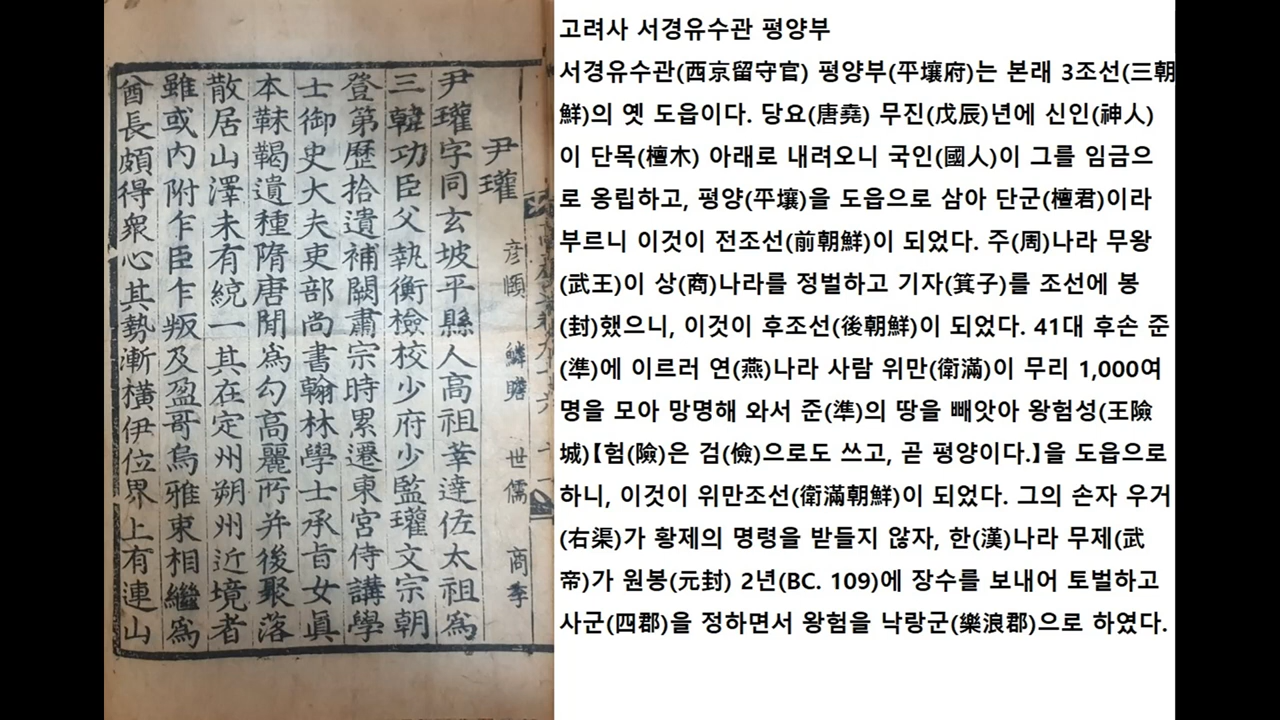 尹瓘
彦頤 鱗瞻 世儒 商季
尹瓘字同玄坡平縣人高祖莘達佐太祖爲
三韓功臣父執衡檢校少府少監瓘文宗朝
登第歷拾遺補闕肅宗時累遷東宮侍講學
士御史大夫吏部尚書翰林學士承旨女眞
本靺鞨遺種隋唐閒爲勾高麗所并後聚落
散居山澤未有統一其在定州朔州近境者
雖或內附乍臣乍叛及盈哥烏雅束相繼爲
酋長頗得衆心其勢漸橫伊位界上有連山
고려사 서경유수관 평양부
서경유수관(西京留守官) 평양부(平壤府)는 본래 3조선(三朝
鮮)의 옛 도읍이다. 당요(唐堯) 무진(戊辰)년에 신인(神人)
이 단목(檀木) 아래로 내려오니 국인(國人)이 그를 임금으
로 옹립하고, 평양(平壤)을 도읍으로 삼아 단군(檀君)이라
부르니 이것이 전조선(前朝鮮)이 되었다. 주(周)나라 무왕
(武王)이 상(商)나라를 정벌하고 기자(箕子)를 조선에 봉
(封)했으니, 이것이 후조선(後朝鮮)이 되었다. 41대 후손 준
(準)에 이르러 연(燕)나라 사람 위만(衛滿)이 무리 1,000여
명을 모아 망명해 와서 준(準)의 땅을 빼앗아 왕험성(王險
城)【험(險)은 검(儉)으로도 쓰고, 곧 평양이다.】을 도읍으로
하니, 이것이 위만조선(衛滿朝鮮)이 되었다. 그의 손자 우거
(右渠)가 황제의 명령을 받들지 않자, 한(漢)나라 무제(武
帝)가 원봉(元封) 2년(BC. 109)에 장수를 보내어 토벌하고
사군(四郡)을 정하면서 왕험을 낙랑군(樂浪郡)으로 하였다.